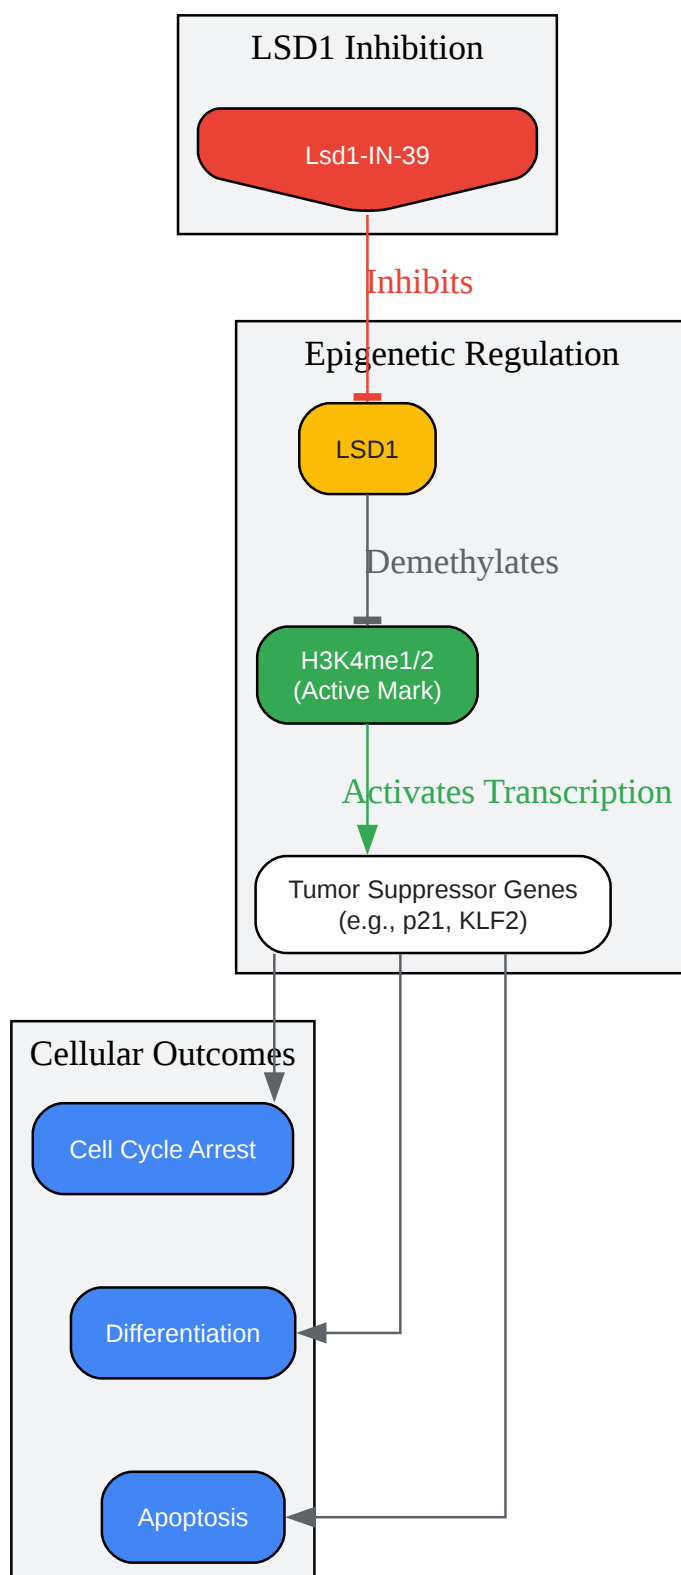 LSD1 Inhibition
Lsd1-IN-39
Inhibits
Epigenetic Regulation
LSD1
Demethylates
H3K4me1/2
(Active Mark)
Activates Transcription
Tumor Suppressor Genes
(e.g., p21, KLF2)
Cellular Outcomes
Cell Cycle Arrest
Differentiation
Apoptosis